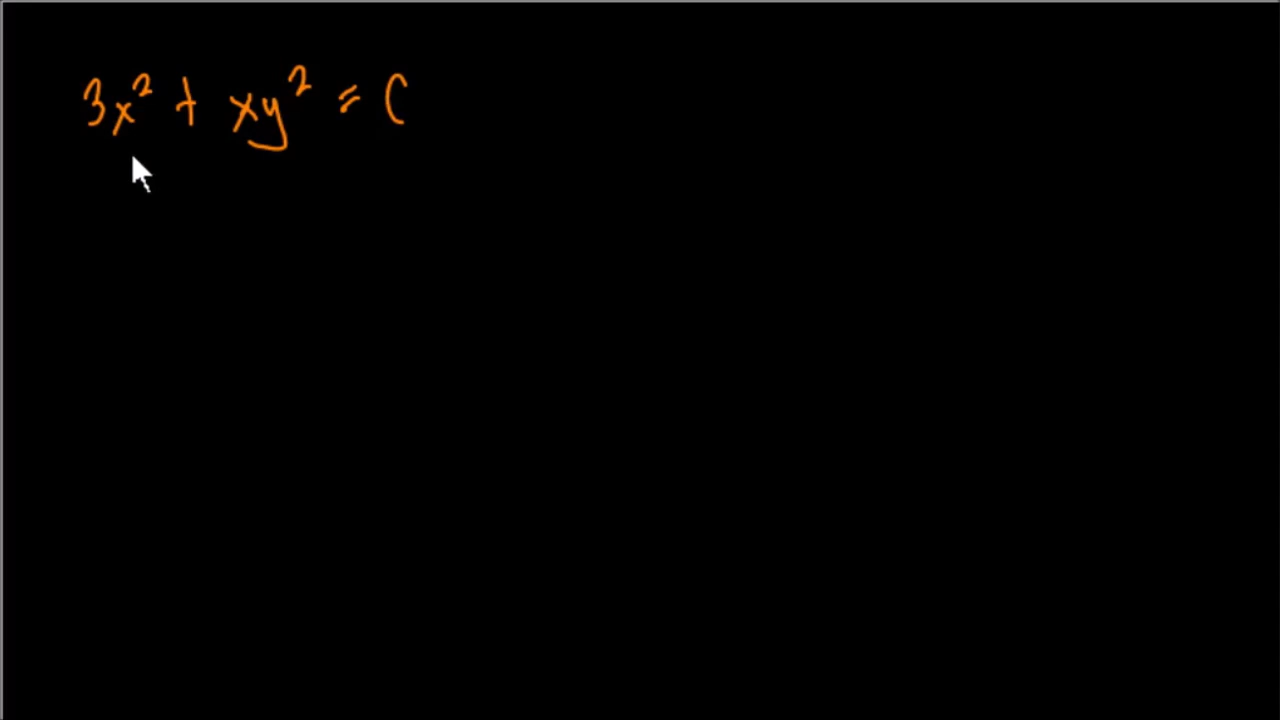 3x² + xy² = C